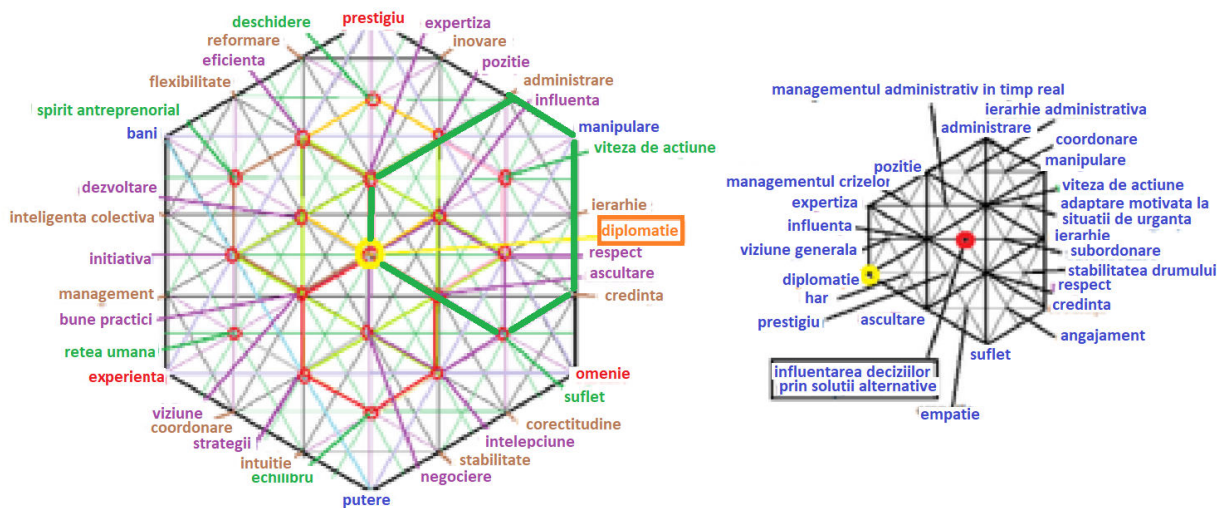 deschidere
prestigiu
expertiza
reformare
inovare
eficienta
pozitie
flexibilitate
administrare
influenta
spirit antreprenorial
bani
manipulare
viteza de actiune
dezvoltare
inteligenta colectiva
ierarhie
diplomatie
initiativa
respect
ascultare
management
credinta
bune practici
retea umana
experienta
omenie
suflet
viziune
coordonare
corectitudine
strategii
intelepciune
intuitie
stabilitate
echilibru
negociere
putere
managementul administrativ in timp real
ierarhie administrativa
administrare
coordonare
pozitie
manipulare
managementul crizelor
viteza de actiune
expertiza
adaptare motivata la
situatii de urganta
influenta
ierarhie
viziune generala
subordonare
diplomatie
stabilitatea drumului
har
respect
prestigiu
credinta
ascultare
angajament
suflet
influentarea deciziilor
prin solutii alternative
empatie